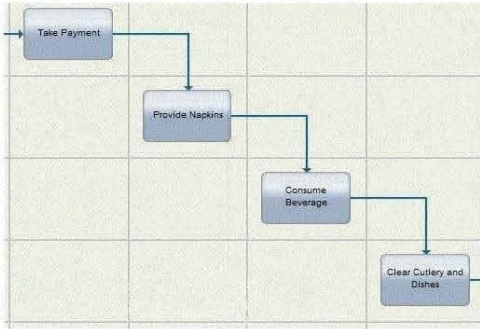 Take Payment
Provide Napkins
Consume
Beverage
Clear Cutlery and
Dishes